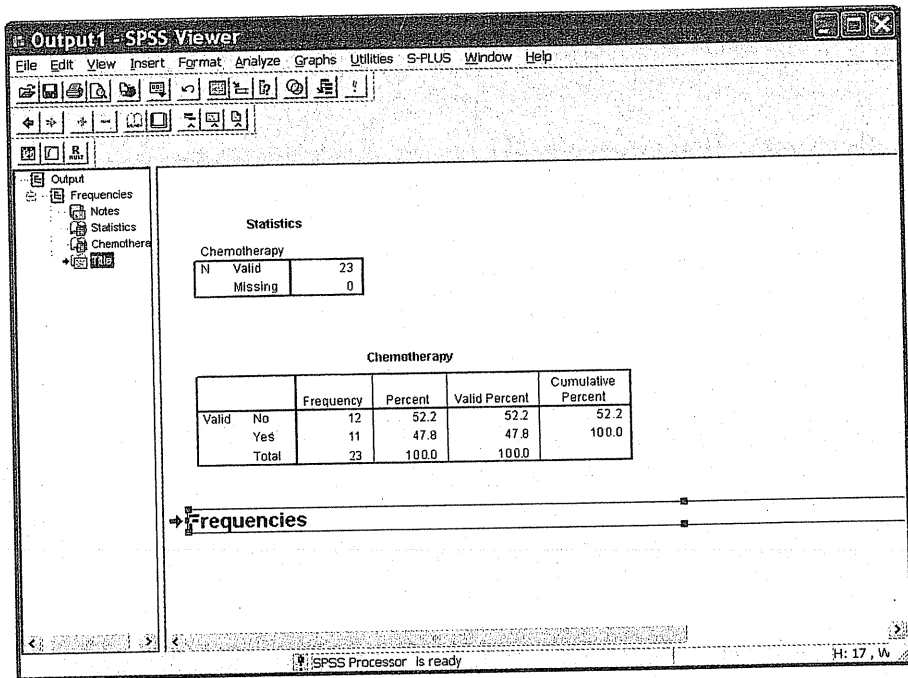 Output1 - SPSS Viewer
File Edit View Insert Format Analyze Graphs Utilities S-PLUS Window Help
Output
Frequencies
Notes
Statistics
Chemothera
Title
Statistics
Chemotherapy
N Valid 23
Missing 0
Chemotherapy
Frequency Percent Valid Percent Cumulative Percent
Valid No 12 52.2 52.2 52.2
Yes 11 47.8 47.8 100.0
Total 23 100.0 100.0
Frequencies
SPSS Processor is ready
H: 17 , W